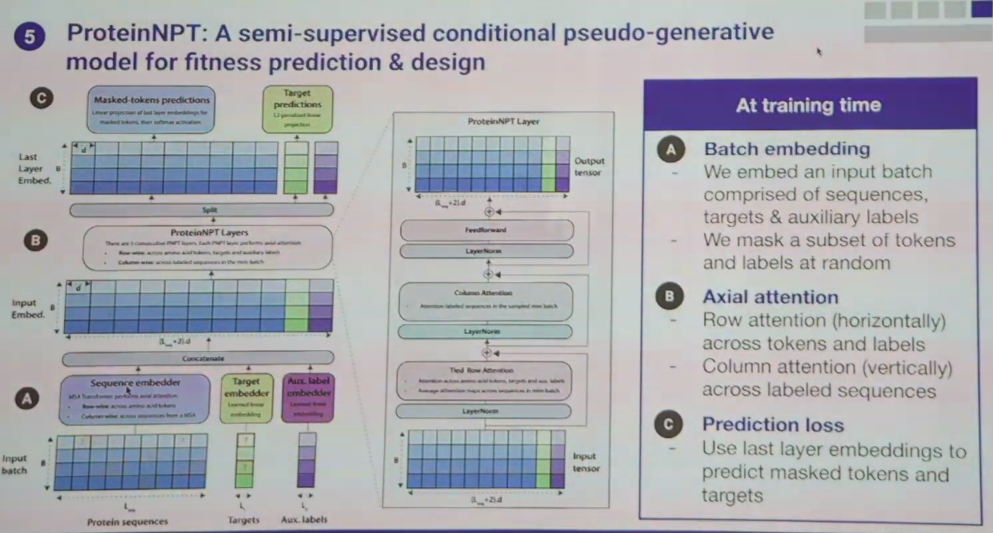 5
ProteinNPT: A semi-supervised conditional pseudo-generative
model for fitness prediction & design
C
Masked-tokens predictions
Linear projection of last layer embeddings for
masked tokens, then softmax activation
Target
predictions
L2-penalized linear
projection
Last
Layer
Embed.
B
d
Split
B
ProteinNPT Layers
There are 5 consecutive PNPT layers. Each PNPT layer performs axial attention:
Row-wise: across amino acid tokens, targets and auxiliary labels
Column-wise: across labeled sequences in the mini batch
Input
Embed.
B
d
(Lseq+2).d
Concatenate
A
Sequence embedder
MSA Transformer performs axial attention:
Row-wise: across amino acid tokens
Column-wise: across sequences from a MSA
Target
embedder
Learned linear
embedding
Aux. label
embedder
Learned linear
embedding
Input
batch
B
?
?
Lseq
Protein sequences
Targets
Aux. labels
ProteinNPT Layer
B
Output
tensor
(Lseq+2).d
+
Feedforward
LayerNorm
+
Column Attention
Attention labeled sequences in the sampled mini batch
LayerNorm
+
Tied Row Attention
Attention across amino acid tokens, targets and aux. labels
Average attention maps across sequences in mini batch
LayerNorm
B
Input
tensor
(Lseq+2).d
At training time
A Batch embedding
- We embed an input batch
comprised of sequences,
targets & auxiliary labels
- We mask a subset of tokens
and labels at random
B Axial attention
- Row attention (horizontally)
across tokens and labels
- Column attention (vertically)
across labeled sequences
C Prediction loss
- Use last layer embeddings to
predict masked tokens and
targets